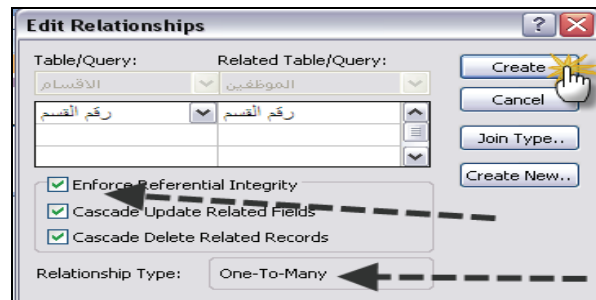 Edit Relationships
Table/Query: Related Table/Query:
الاقسام الموظفين
رقم القسم رقم القسم
Create
Cancel
Join Type..
Create New..
Enforce Referential Integrity
Cascade Update Related Fields
Cascade Delete Related Records
Relationship Type: One-To-Many